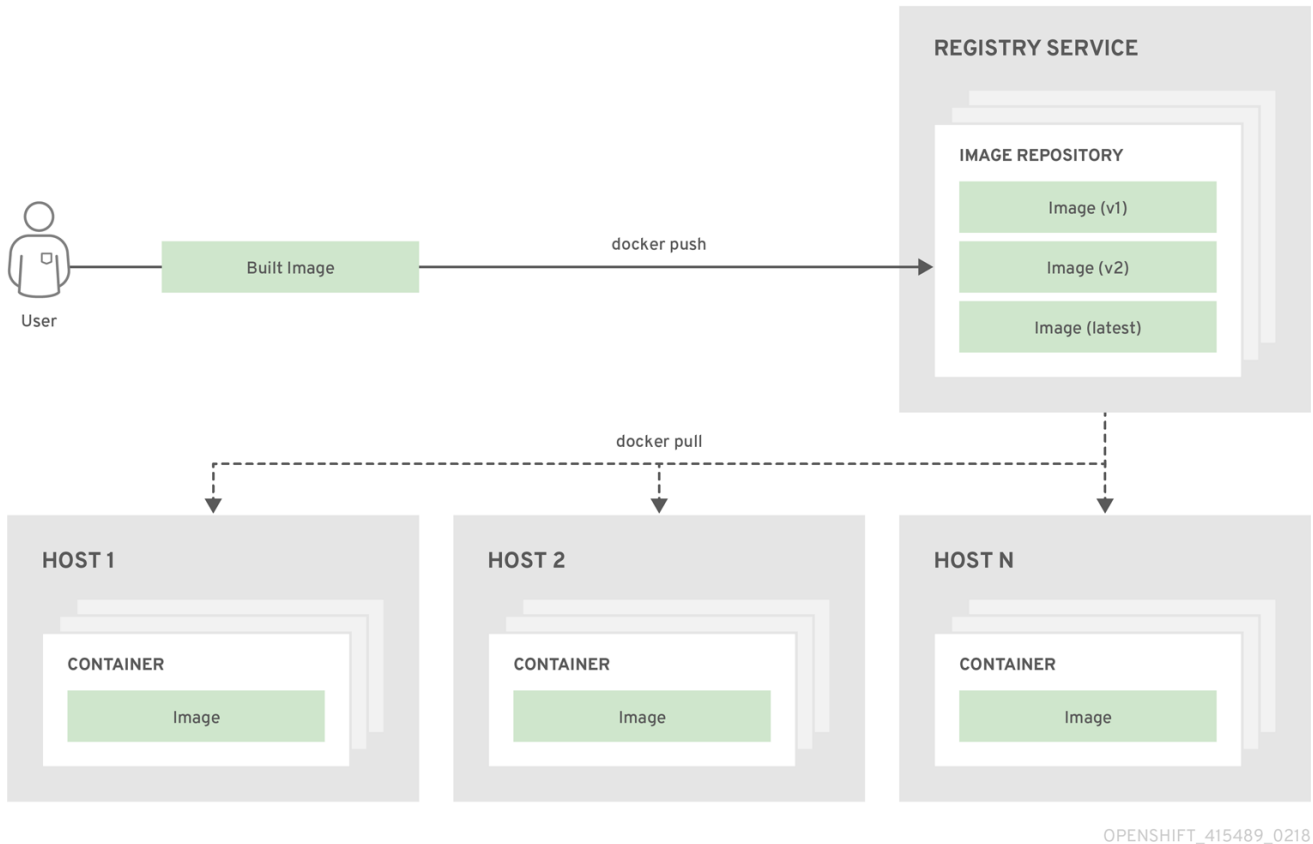 REGISTRY SERVICE
IMAGE REPOSITORY
Image (v1)
Image (v2)
Image (latest)
User
Built Image
docker push
docker pull
HOST 1
CONTAINER
Image
HOST 2
CONTAINER
Image
HOST N
CONTAINER
Image
OPENSHIFT_415489_0218